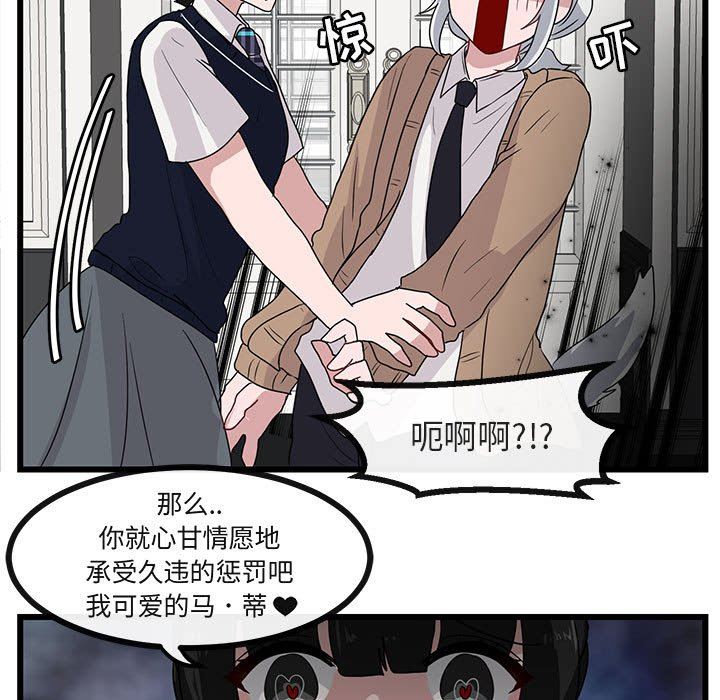 惊
吓
呃啊啊?!?
那么..
你就心甘情愿地
承受久违的惩罚吧
我可爱的马·蒂♥